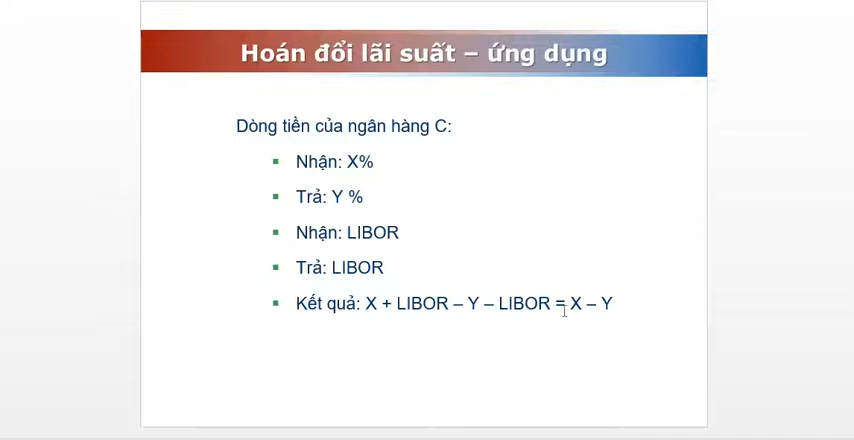 Hoán đổi lãi suất – ứng dụng
Dòng tiền của ngân hàng C:
Nhận: X%
Trả: Y %
Nhận: LIBOR
Trả: LIBOR
Kết quả: X + LIBOR – Y – LIBOR = X – Y